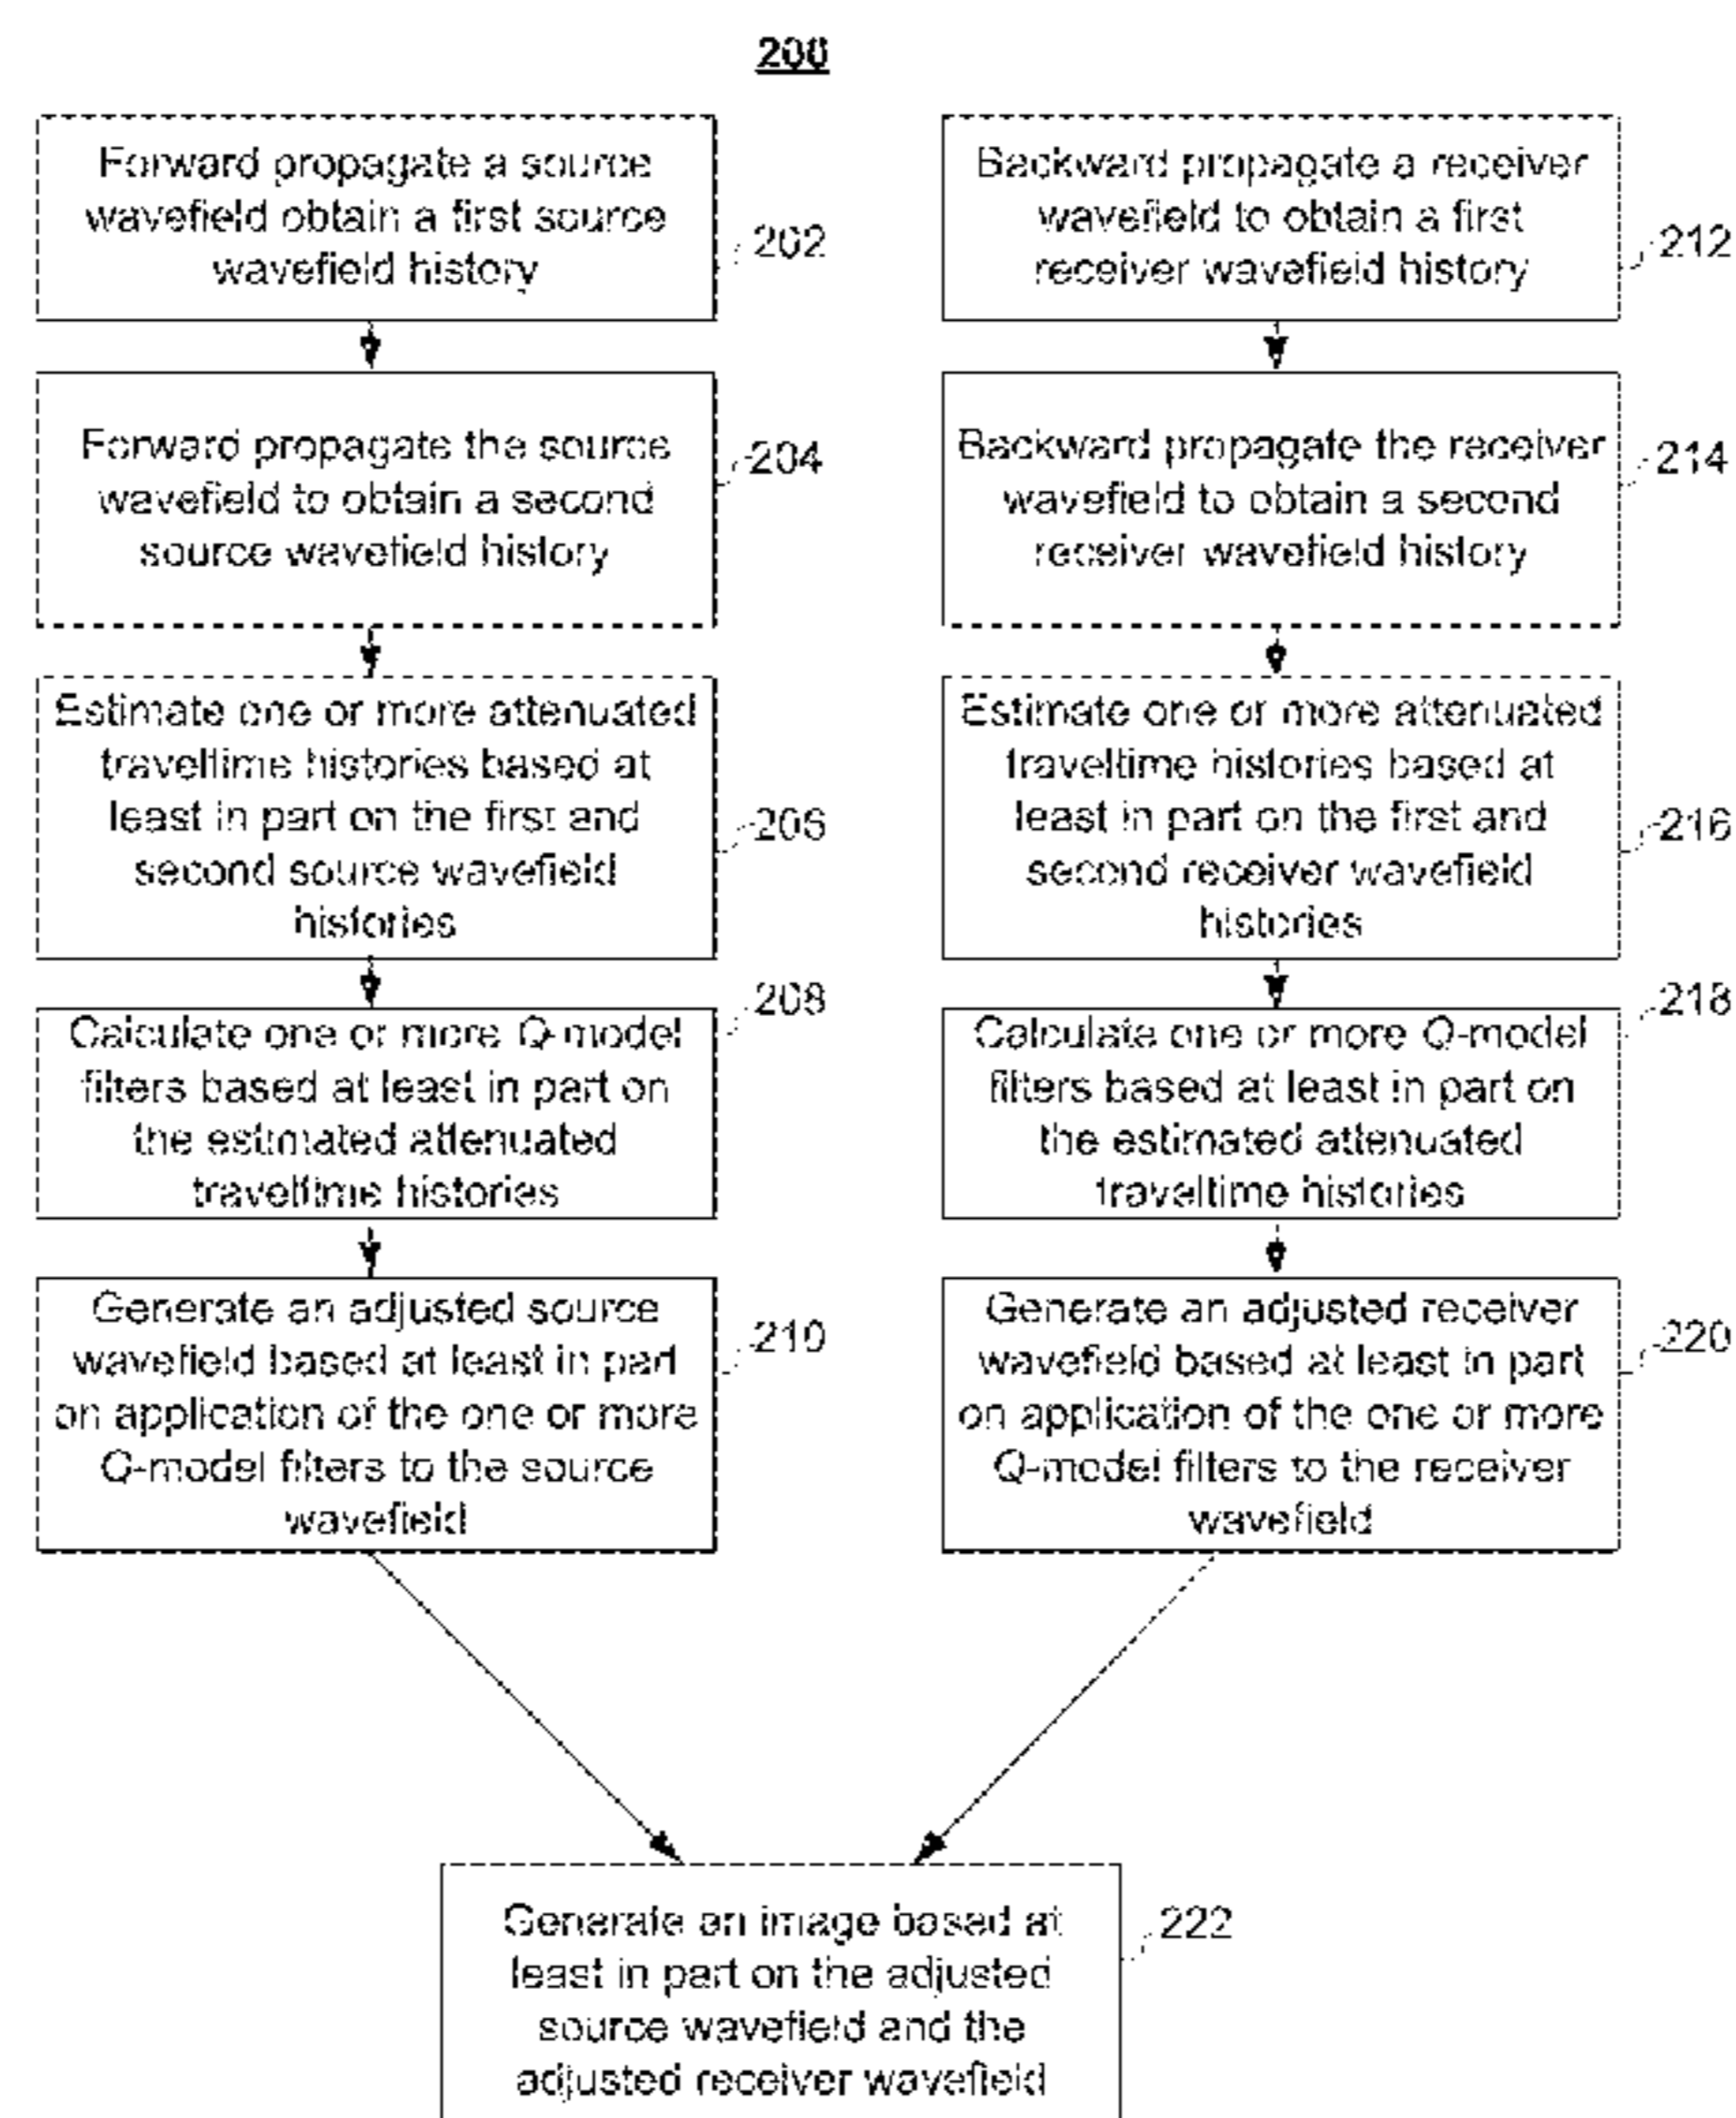 200
Forward propagate a source
wavefield obtain a first source
wavefield history
202
Forward propagate the source
wavefield to obtain a second
source wavefield history
204
Estimate one or more attenuated
traveltime histories based at
least in part on the first and
second source wavefield
histories
206
Calculate one or more Q-model
filters based at least in part on
the estimated attenuated
traveltime histories
208
Generate an adjusted source
wavefield based at least in part
on application of the one or more
Q-model filters to the source
wavefield
210
Backward propagate a receiver
wavefield to obtain a first
receiver wavefield history
212
Backward propagate the receiver
wavefield to obtain a second
receiver wavefield history
214
Estimate one or more attenuated
traveltime histories based at
least in part on the first and
second receiver wavefield
histories
216
Calculate one or more Q-model
filters based at least in part on
the estimated attenuated
traveltime histories
218
Generate an adjusted receiver
wavefield based at least in part
on application of the one or more
Q-model filters to the receiver
wavefield
220
Generate an image based at
least in part on the adjusted
source wavefield and the
adjusted receiver wavefield
222